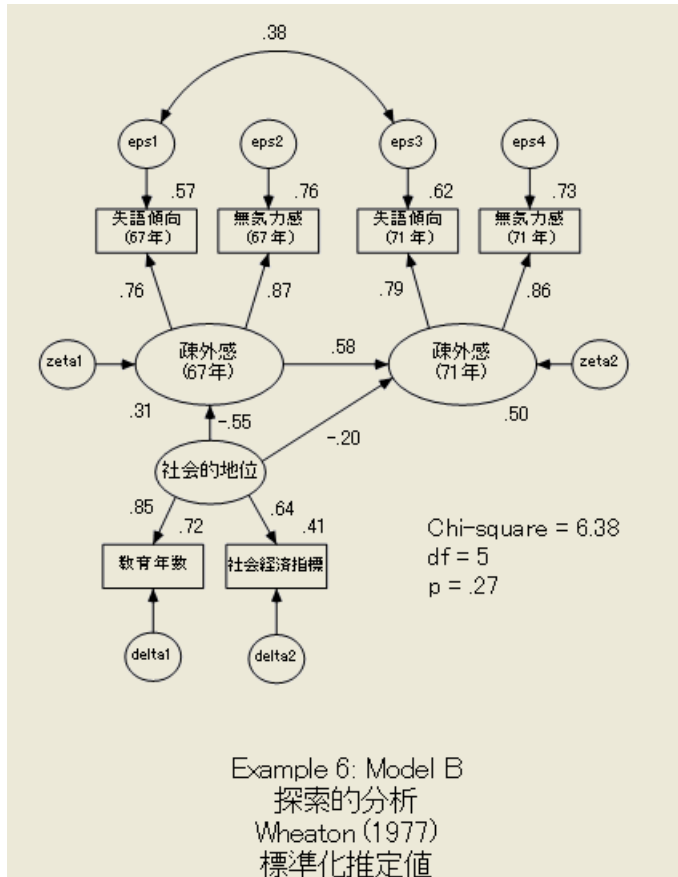 .38
eps1 eps2 eps3 eps4
.57 .76 .62 .73
失語傾向 無気力感 失語傾向 無気力感
(67年) (67年) (71年) (71年)
.76 .87 .79 .86
zeta1 疎外感 .58 疎外感 zeta2
(67年) (71年)
.31 -.55 -.20 .50
社会的地位
.85 .72 .64 .41
教育年数 社会経済指標
delta1 delta2
Chi-square = 6.38
df = 5
p = .27
Example 6: Model B
探索的分析
Wheaton (1977)
標準化推定値